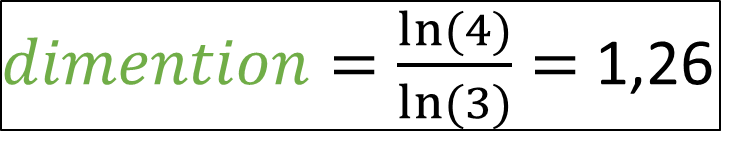 dimention = ln(4)/ln(3) = 1,26